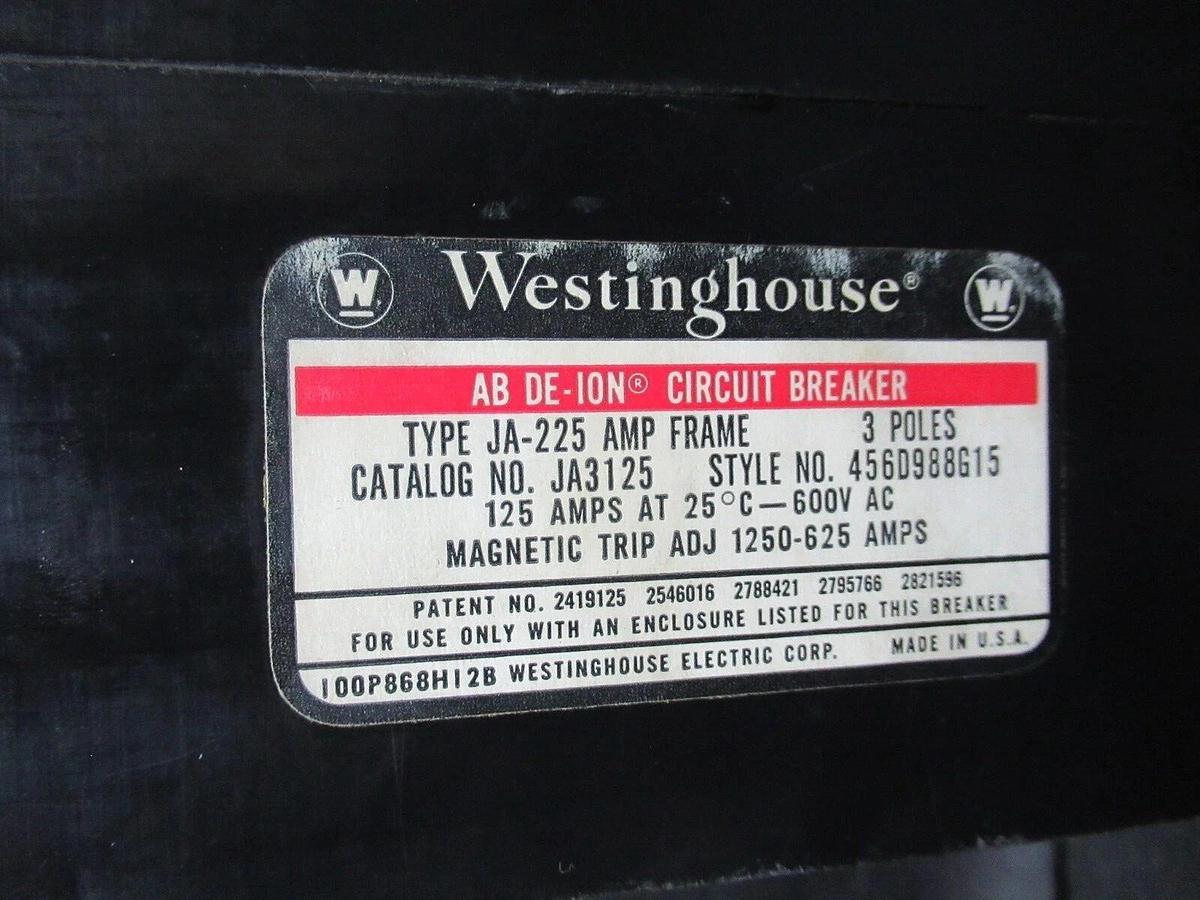 W Westinghouse® W
AB DE-ION® CIRCUIT BREAKER
TYPE JA-225 AMP FRAME 3 POLES
CATALOG NO. JA3125 STYLE NO. 456D988G15
125 AMPS AT 25°C—600V AC
MAGNETIC TRIP ADJ 1250-625 AMPS
PATENT NO. 2419125 2546016 2788421 2795766 2821596
FOR USE ONLY WITH AN ENCLOSURE LISTED FOR THIS BREAKER
100P868H12B WESTINGHOUSE ELECTRIC CORP. MADE IN U.S.A.